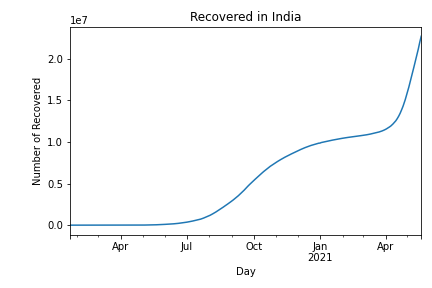 Recovered in India
1e7
2.0
1.5
1.0
0.5
0.0
Number of Recovered
Apr
Jul
Oct
Jan
2021
Apr
Day